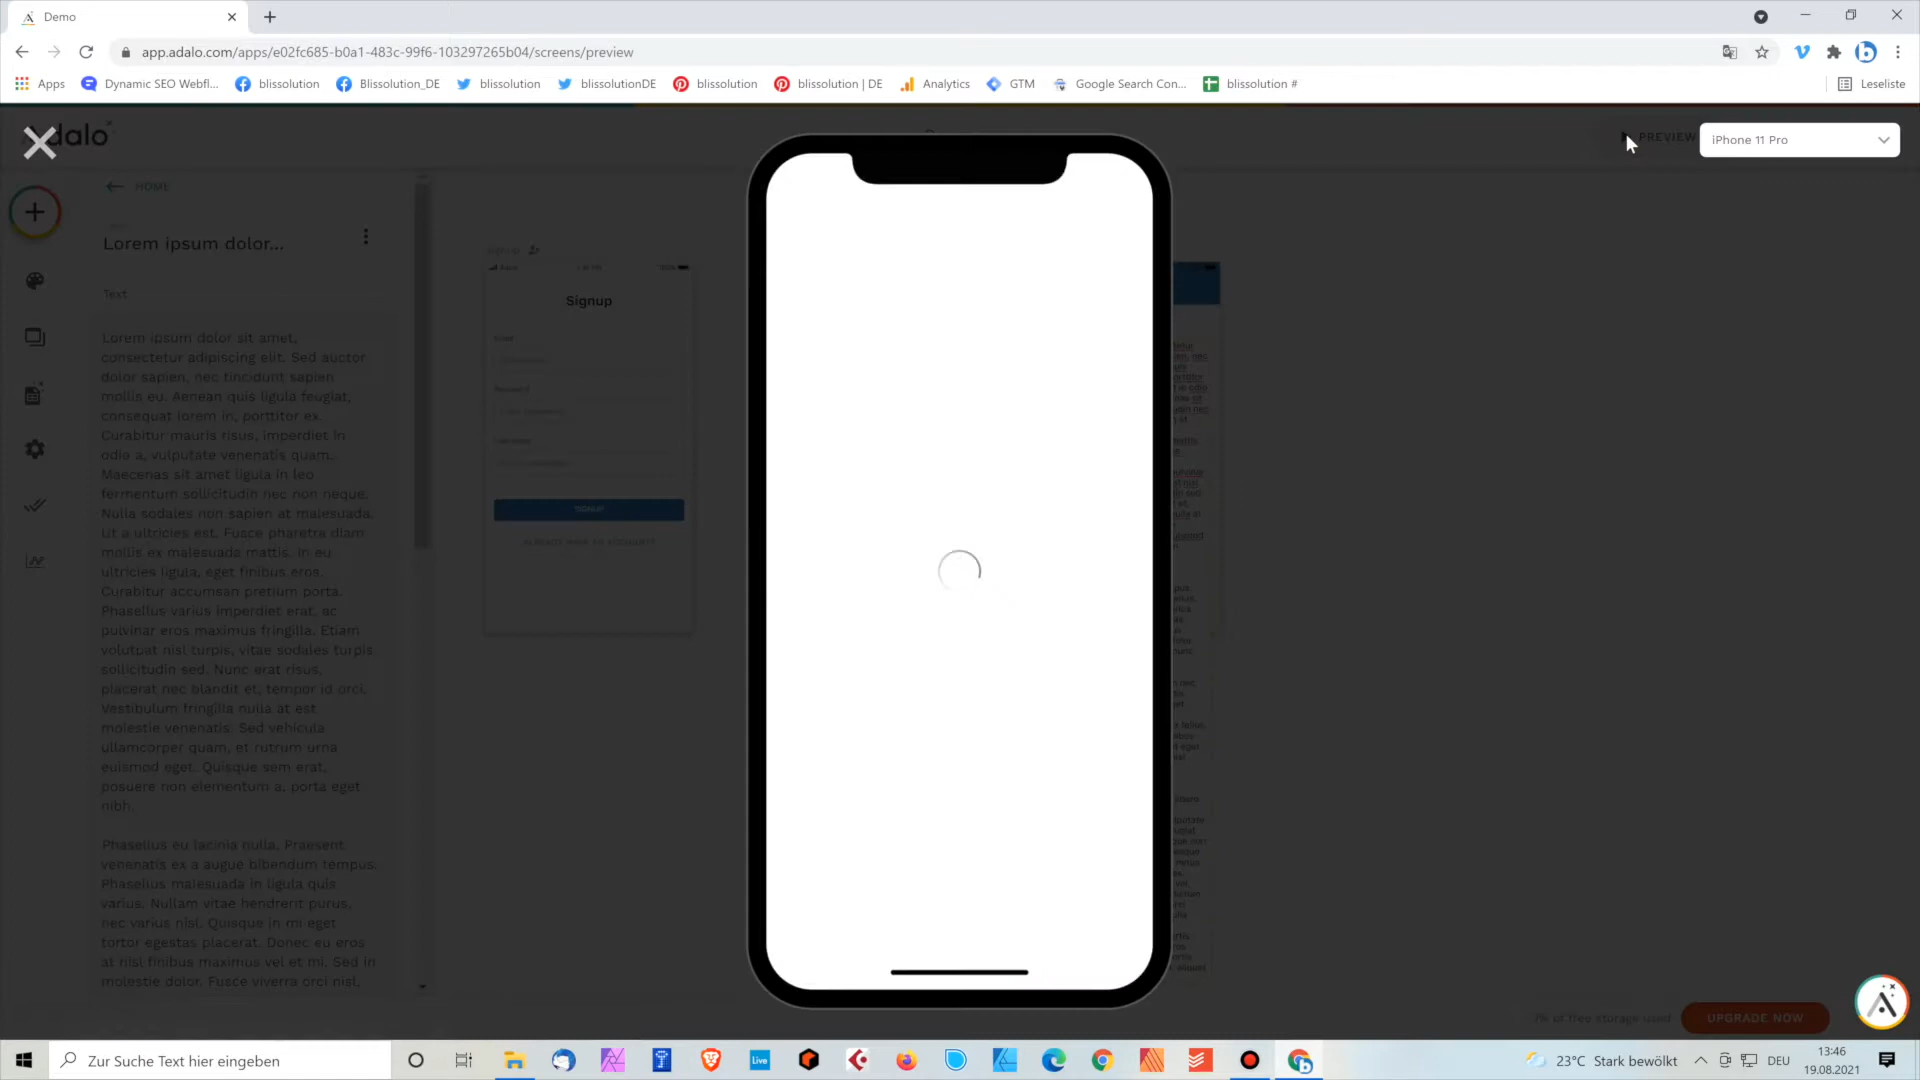 Demo
app.adalo.com/apps/e02fc685-b0a1-483c-99f6-103297265b04/screens/preview
Apps
Dynamic SEO Webfl...
blissolution
Blissolution_DE
blissolution
blissolutionDE
blissolution
blissolution | DE
Analytics
GTM
Google Search Con...
blissolution #
Leseliste
PREVIEW
iPhone 11 Pro
HOME
Lorem ipsum dolor...
Text
Lorem ipsum dolor sit amet,
consectetur adipiscing elit. Sed auctor
dolor sapien, nec tincidunt sapien
mollis eu. Aenean quis ligula feugiat,
consequat lorem in, porttitor ex.
Curabitur mauris risus, imperdiet in
odio a, vulputate venenatis quam.
Maecenas sit amet ligula in leo
fermentum sollicitudin nec non neque.
Nulla sodales non sapien at malesuada.
Ut a ultricies est. Fusce pharetra diam
mollis ex malesuada mattis. In eu
ultricies ligula, eget finibus eros.
Curabitur accumsan pretium porta.
Phasellus varius imperdiet erat, ac
pulvinar eros maximus fringilla. Etiam
volutpat nisl turpis, vitae sodales turpis
sollicitudin sed. Nunc erat risus,
placerat nec blandit et, tempor id orci.
Vestibulum fringilla nulla at est
molestie venenatis. Sed vehicula
ullamcorper quam, et rutrum urna
euismod eget. Quisque sem erat,
posuere non elementum a, porta eget
nibh.
Phasellus eu lacinia nulla. Praesent
venenatis ex a augue bibendum tempus.
Phasellus malesuada in ligula quis
varius. Nullam vitae hendrerit purus,
nec varius nisl. Quisque in mi eget
tortor egestas placerat. Donec eu eros
at nisl finibus maximus vel et mi. Sed in
molestie dolor. Fusce viverra orci nisl,
Signup
SIGNUP
ALREADY HAVE AN ACCOUNT?
of free storage used
UPGRADE NOW
Zur Suche Text hier eingeben
Live
23°C Stark bewölkt
DEU
13:46
19.08.2021